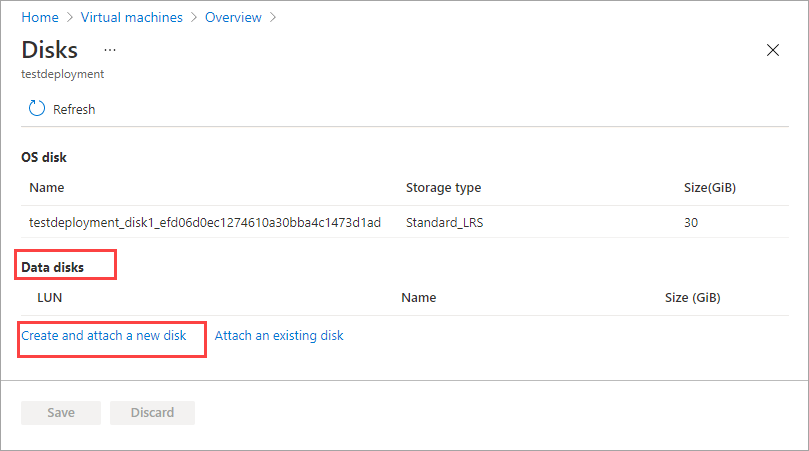 Home > Virtual machines > Overview >
Disks ...
testdeployment
Refresh
OS disk
Name Storage type Size(GiB)
testdeployment_disk1_efd06d0ec1274610a30bba4c1473d1ad Standard_LRS 30
Data disks
LUN Name Size (GiB)
Create and attach a new disk Attach an existing disk
Save Discard